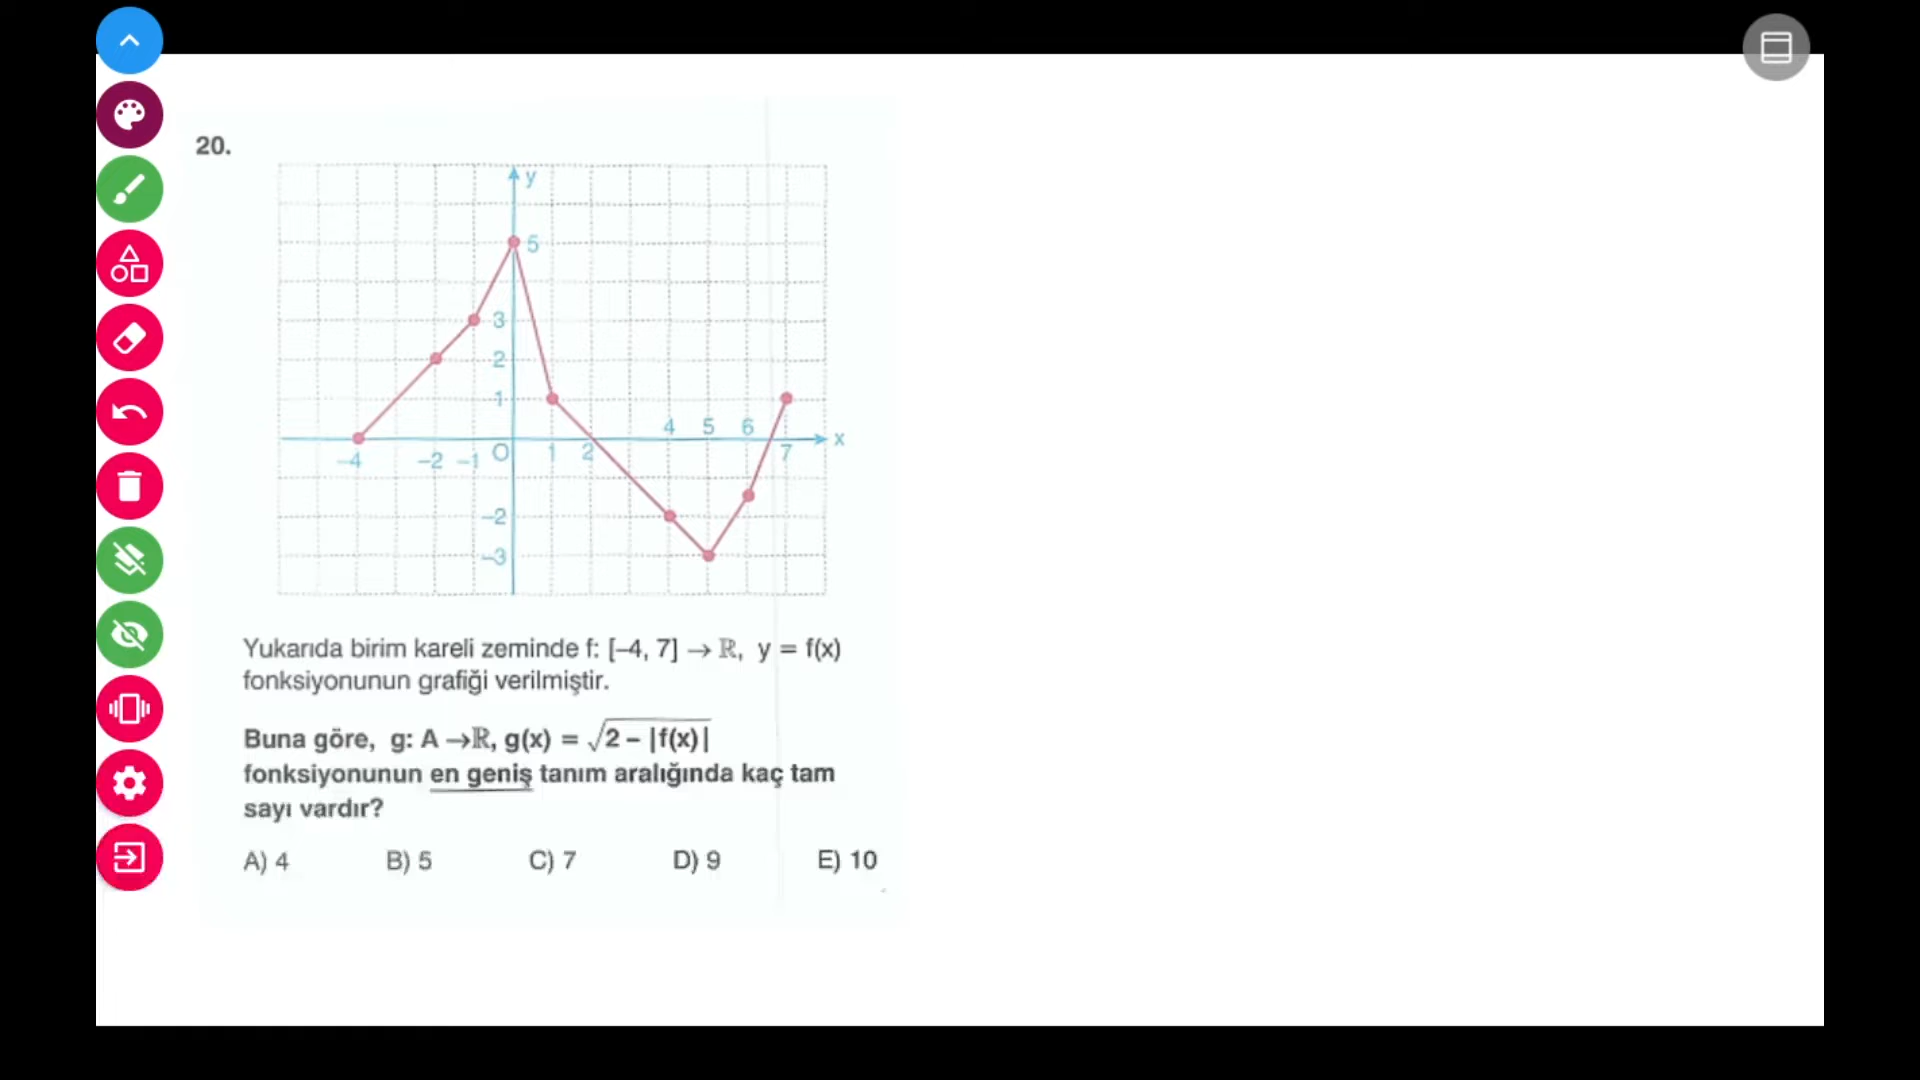 20.
y
5
3
2
1
4 5 6
x
–4 –2 –1 O 1 2 7
–2
–3
Yukarıda birim kareli zeminde f: [–4, 7] → ℝ, y = f(x)
fonksiyonunun grafiği verilmiştir.
Buna göre, g: A →ℝ, g(x) = √2 – |f(x)|
fonksiyonunun en geniş tanım aralığında kaç tam
sayı vardır?
A) 4 B) 5 C) 7 D) 9 E) 10